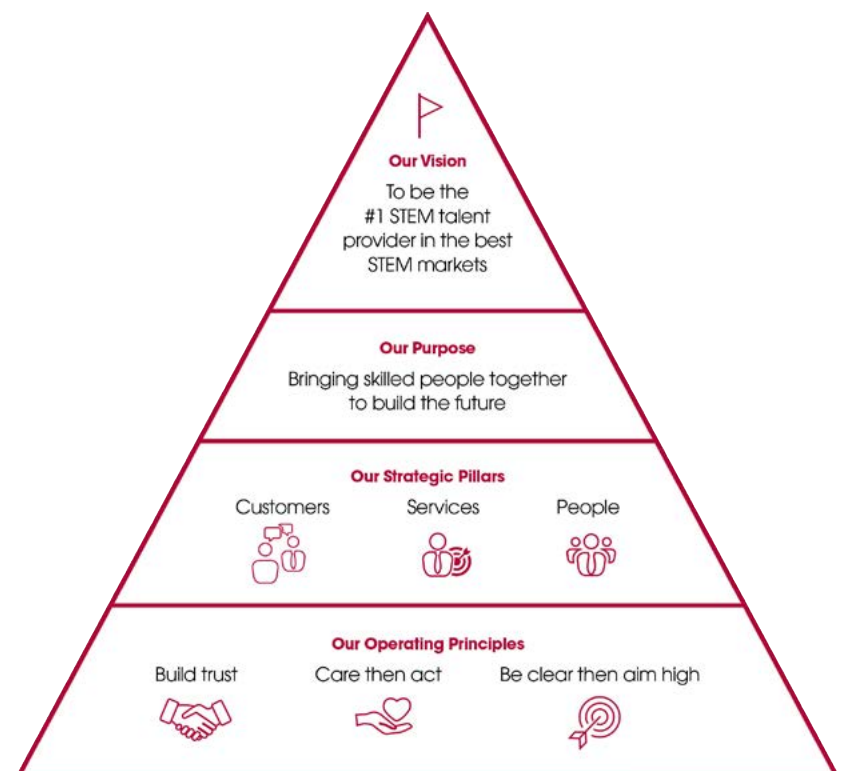 Our Vision
To be the
#1 STEM talent
provider in the best
STEM markets
Our Purpose
Bringing skilled people together
to build the future
Our Strategic Pillars
Customers Services People
Our Operating Principles
Build trust Care then act Be clear then aim high